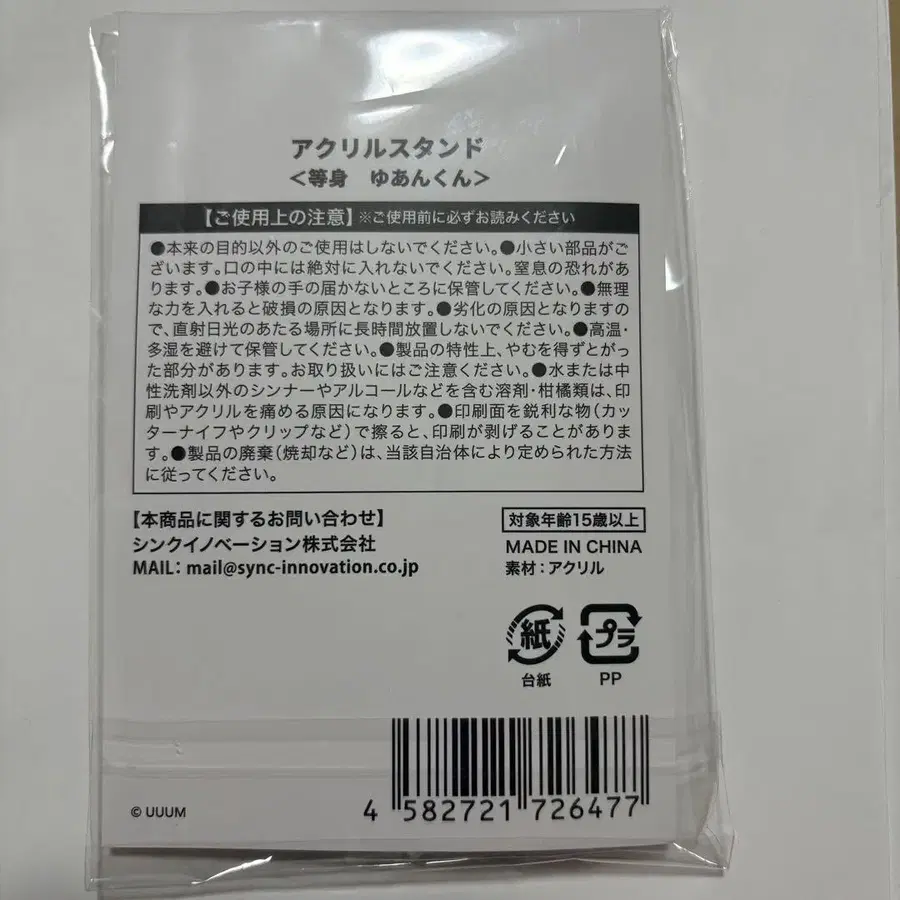 アクリルスタンド
<等身　ゆあんくん>
【ご使用上の注意】※ご使用前に必ずお読みください
●本来の目的以外のご使用はしないでください。●小さい部品がご
ざいます。口の中には絶対に入れないでください。窒息の恐れがあ
ります。●お子様の手の届かないところに保管してください。●無理
な力を入れると破損の原因となります。●劣化の原因となりますの
で、直射日光のあたる場所に長時間放置しないでください。●高温・
多湿を避けて保管してください。●製品の特性上、やむを得ずとがっ
た部分があります。お取り扱いにはご注意ください。●水または中
性洗剤以外のシンナーやアルコールなどを含む溶剤・柑橘類は、印
刷やアクリルを痛める原因になります。●印刷面を鋭利な物(カッ
ターナイフやクリップなど)で擦ると、印刷が剥げることがありま
す。●製品の廃棄(焼却など)は、当該自治体により定められた方法
に従ってください。
【本商品に関するお問い合わせ】
シンクイノベーション株式会社
MAIL：mail@sync-innovation.co.jp
対象年齢15歳以上
MADE IN CHINA
素材：アクリル
紙 プラ
台紙 PP
© UUUM
4 582721 726477